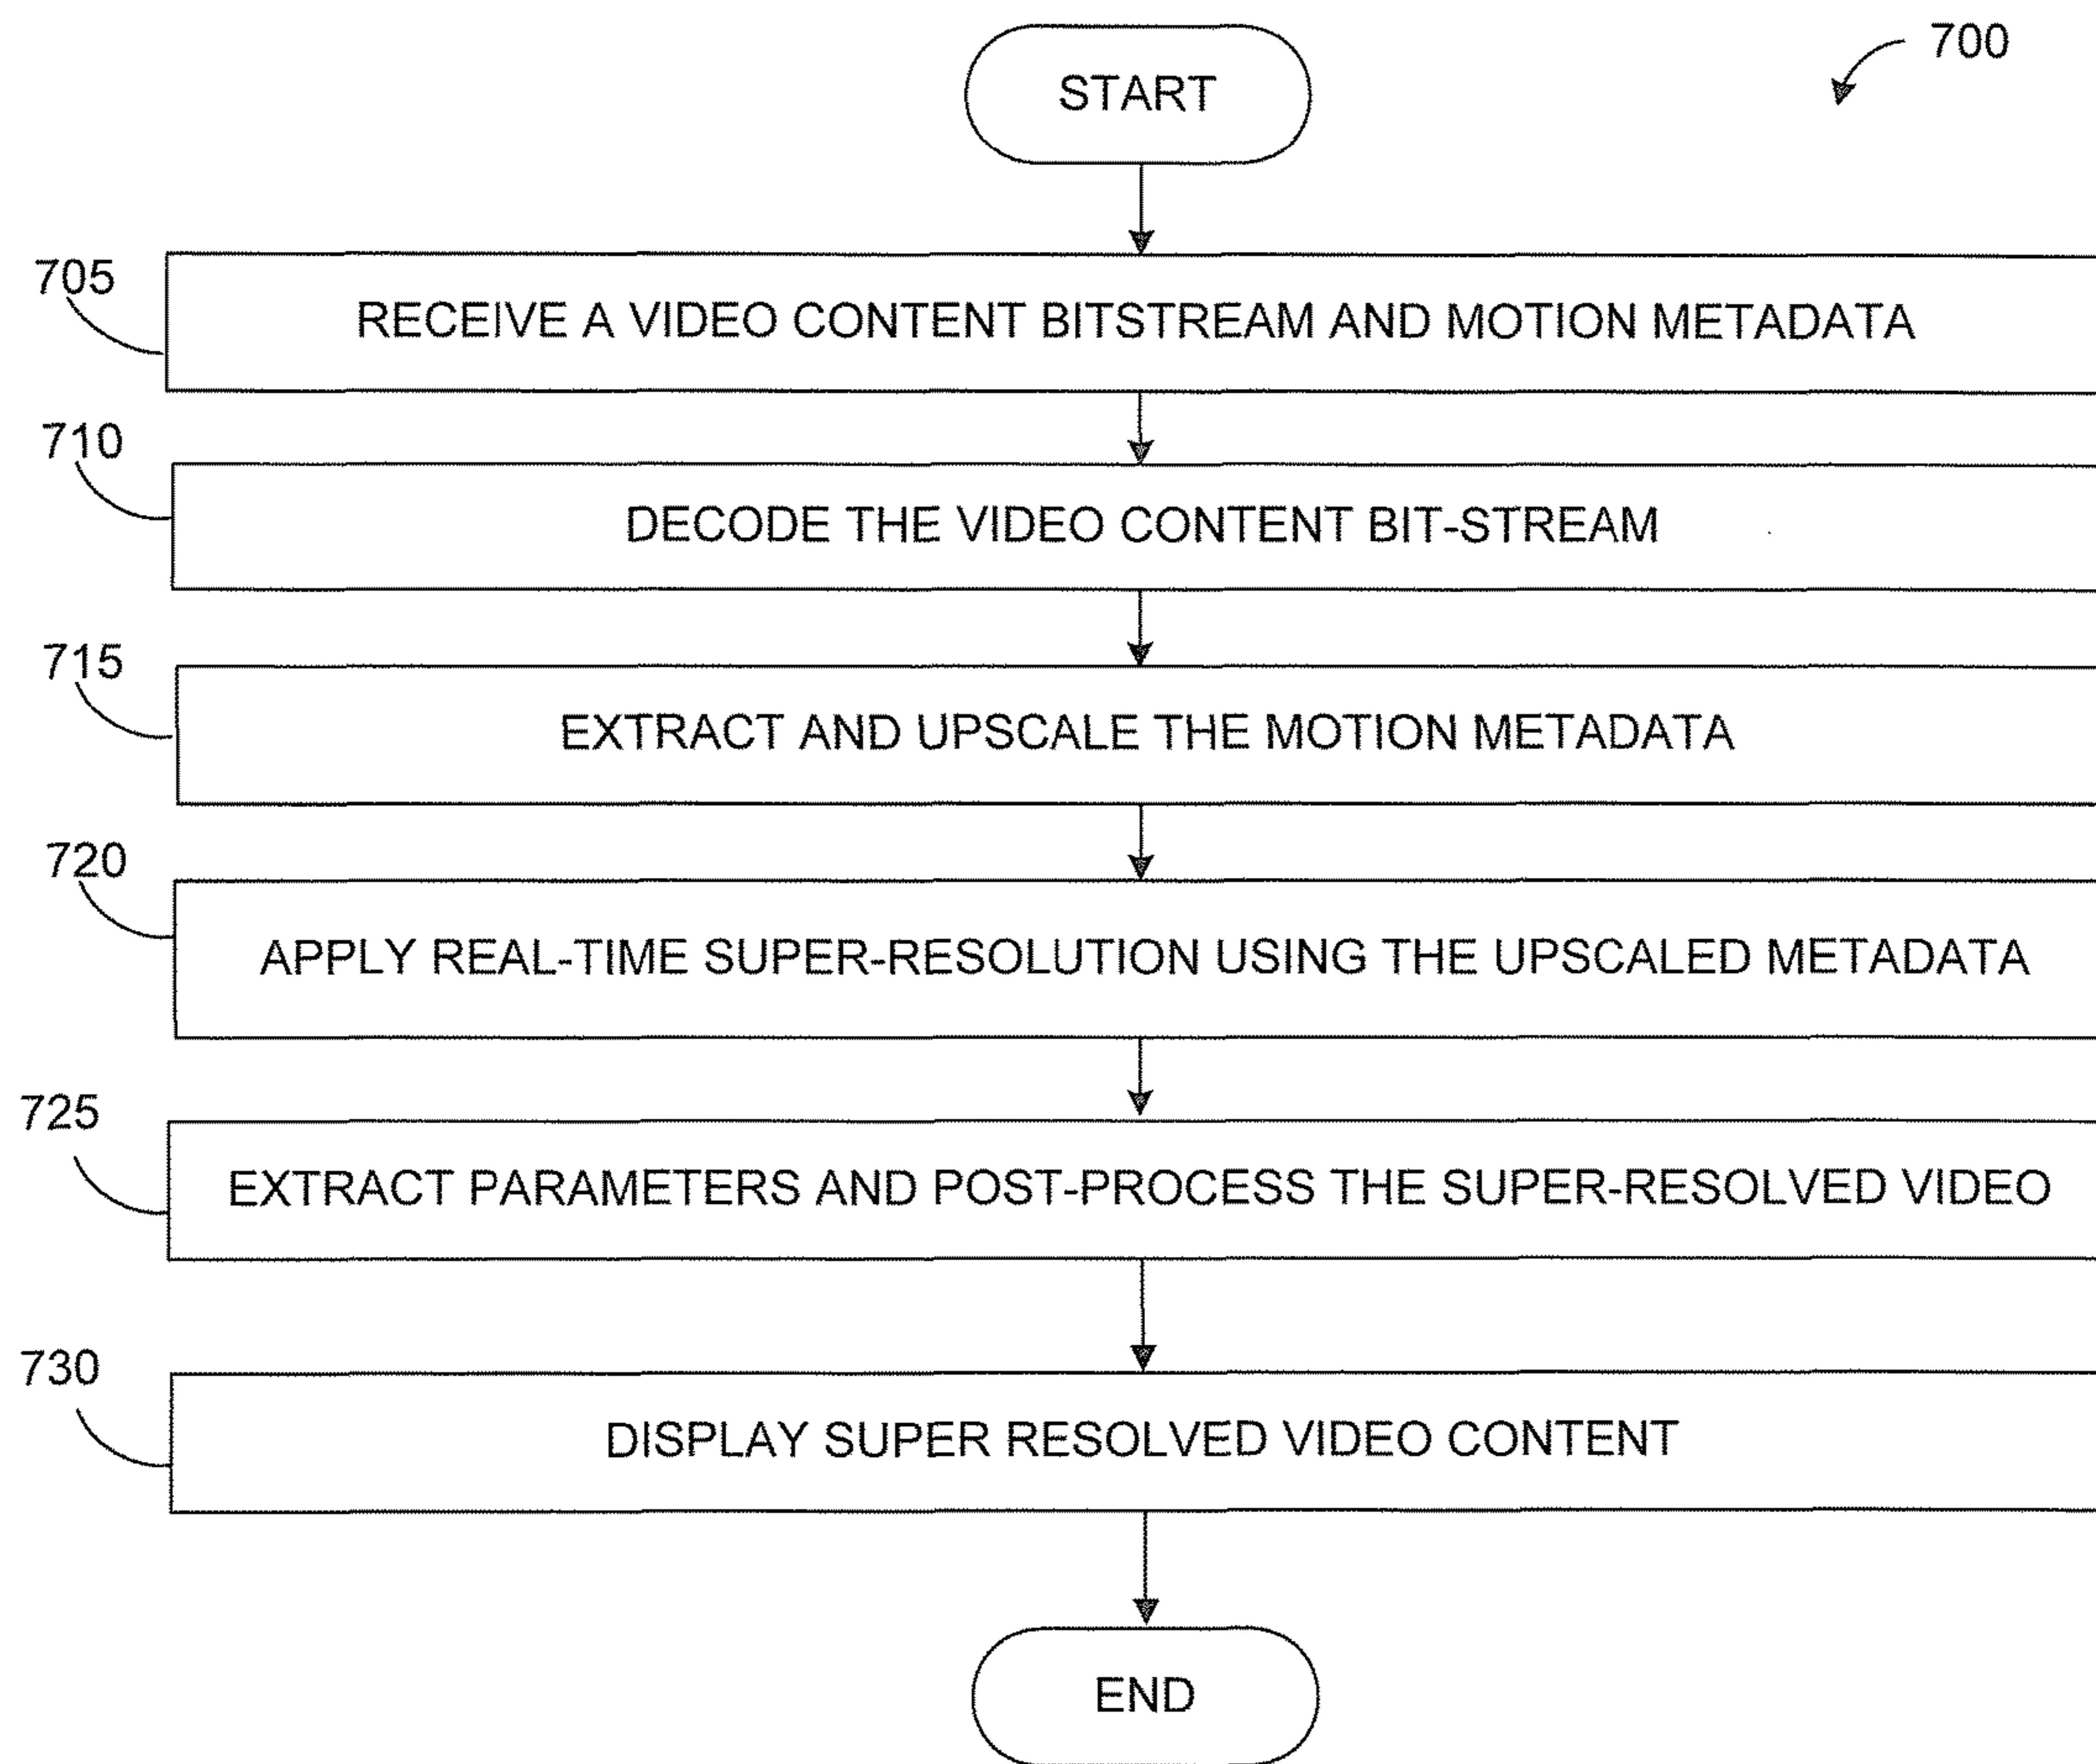 700
START
705
RECEIVE A VIDEO CONTENT BITSTREAM AND MOTION METADATA
710
DECODE THE VIDEO CONTENT BIT-STREAM
715
EXTRACT AND UPSCALE THE MOTION METADATA
720
APPLY REAL-TIME SUPER-RESOLUTION USING THE UPSCALED METADATA
725
EXTRACT PARAMETERS AND POST-PROCESS THE SUPER-RESOLVED VIDEO
730
DISPLAY SUPER RESOLVED VIDEO CONTENT
END